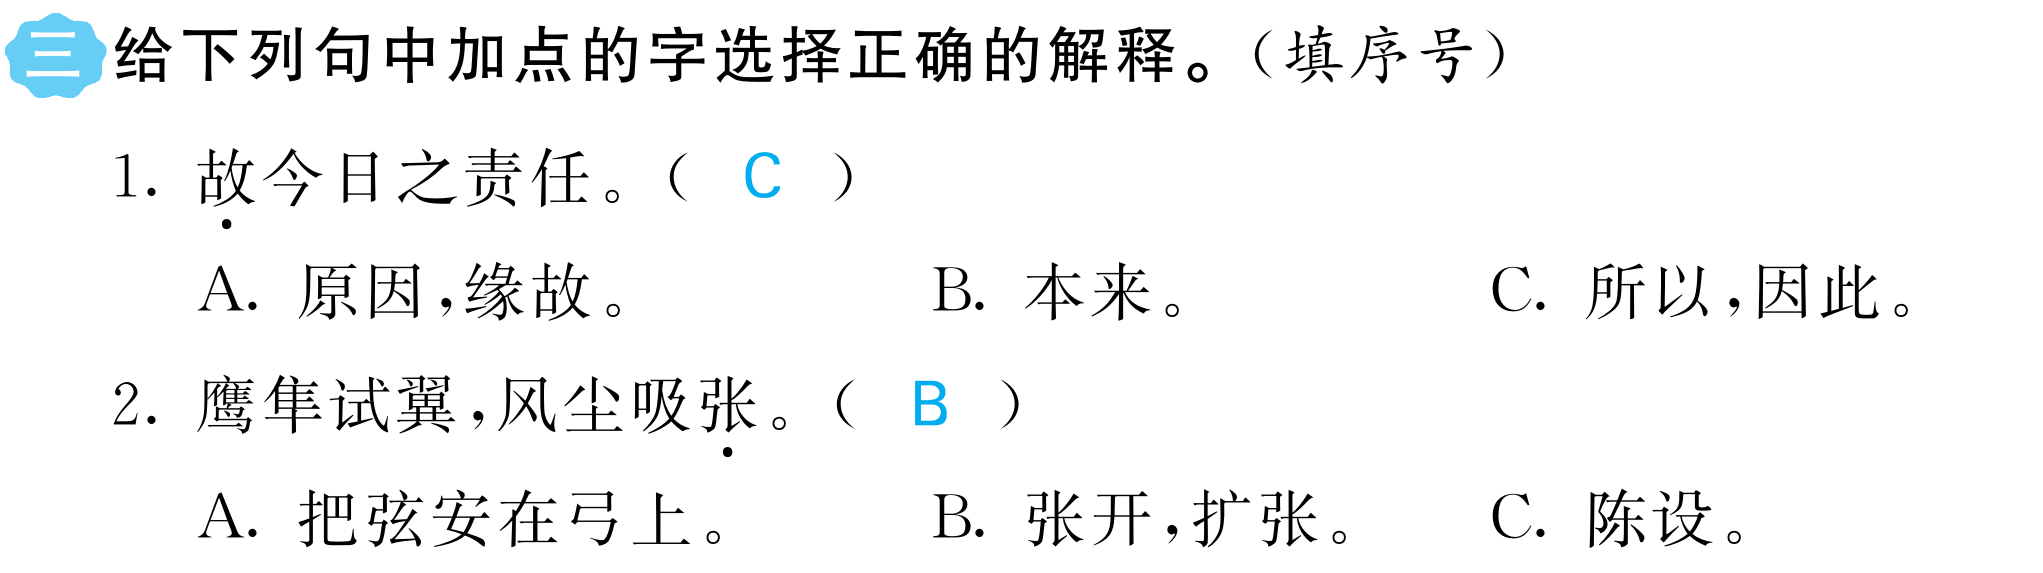 三 给下列句中加点的字选择正确的解释。（填序号）
1. 故今日之责任。（ C ）
A. 原因，缘故。 B. 本来。 C. 所以，因此。
2. 鹰隼试翼，风尘吸张。（ B ）
A. 把弦安在弓上。 B. 张开，扩张。 C. 陈设。